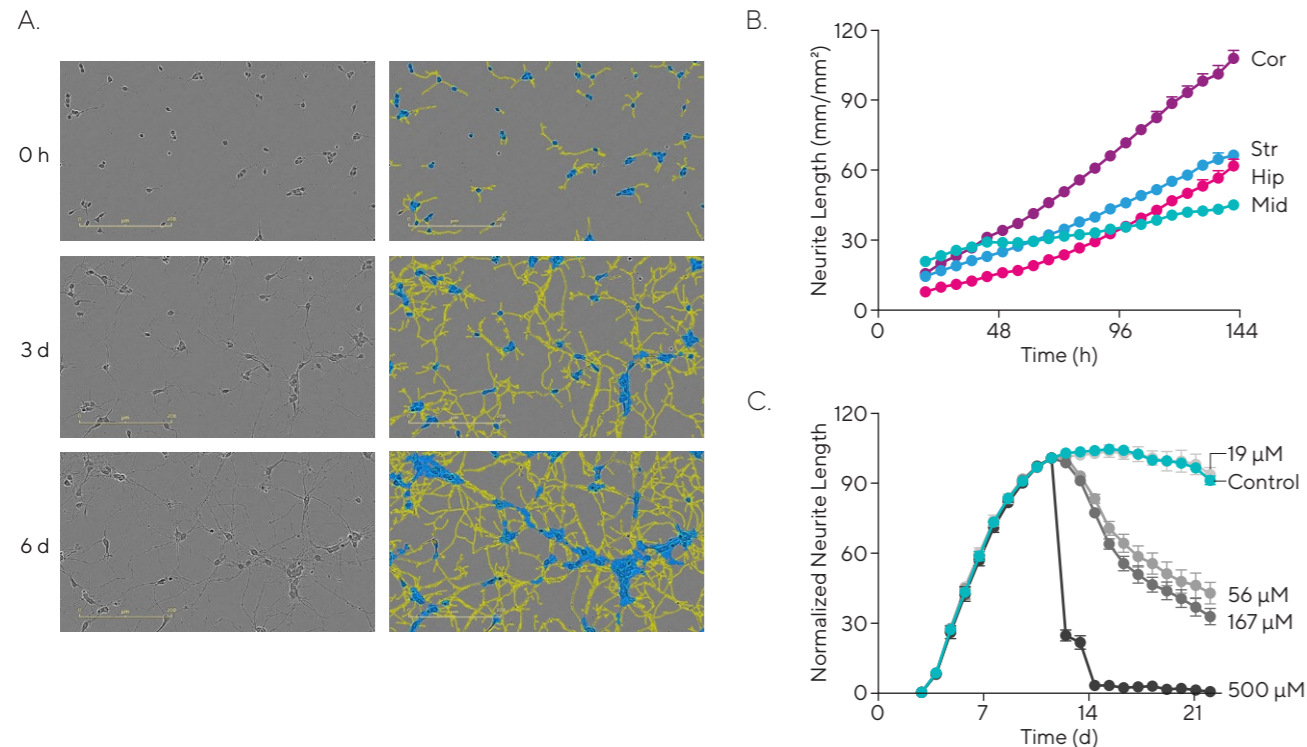 A.
0 h
3 d
6 d
B.
Neurite Length (mm/mm²)
120
90
60
30
0
0 48 96 144
Time (h)
Cor
Str
Hip
Mid
C.
Normalized Neurite Length
120
90
60
30
0
0 7 14 21
Time (d)
19 µM
Control
56 µM
167 µM
500 µM